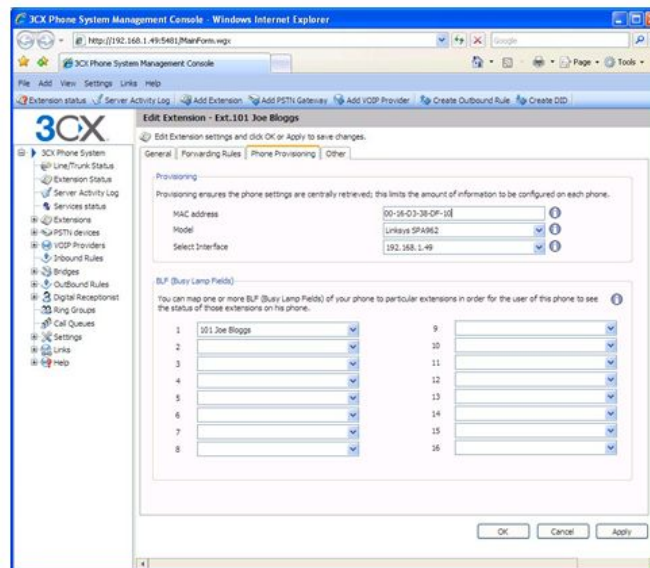 3CX Phone System Management Console - Windows Internet Explorer
http://192.168.1.49:5481/MainForm.wgx
Google
3CX Phone System Management Console
Page
Tools
File Add View Settings Links Help
Extension status Server Activity Log Add Extension Add PSTN Gateway Add VOIP Provider Create Outbound Rule Create DID
3CX
3CX Phone System
Line/Trunk Status
Extension Status
Server Activity Log
Services status
Extensions
PSTN devices
VOIP Providers
Inbound Rules
Bridges
OutBound Rules
Digital Receptionist
Ring Groups
Call Queues
Settings
Links
Help
Edit Extension - Ext.101 Joe Bloggs
Edit Extension settings and click OK or Apply to save changes.
General Forwarding Rules Phone Provisioning Other
Provisioning
Provisioning ensures the phone settings are centrally retrieved; this limits the amount of information to be configured on each phone.
MAC address 00-16-D3-38-DF-10
Model Linksys SPA962
Select Interface 192.168.1.49
BLF (Busy Lamp Fields)
You can map one or more BLF (Busy Lamp Fields) of your phone to particular extensions in order for the user of this phone to see
the status of those extensions on his phone.
1 101 Joe Bloggs 9
2 10
3 11
4 12
5 13
6 14
7 15
8 16
OK Cancel Apply